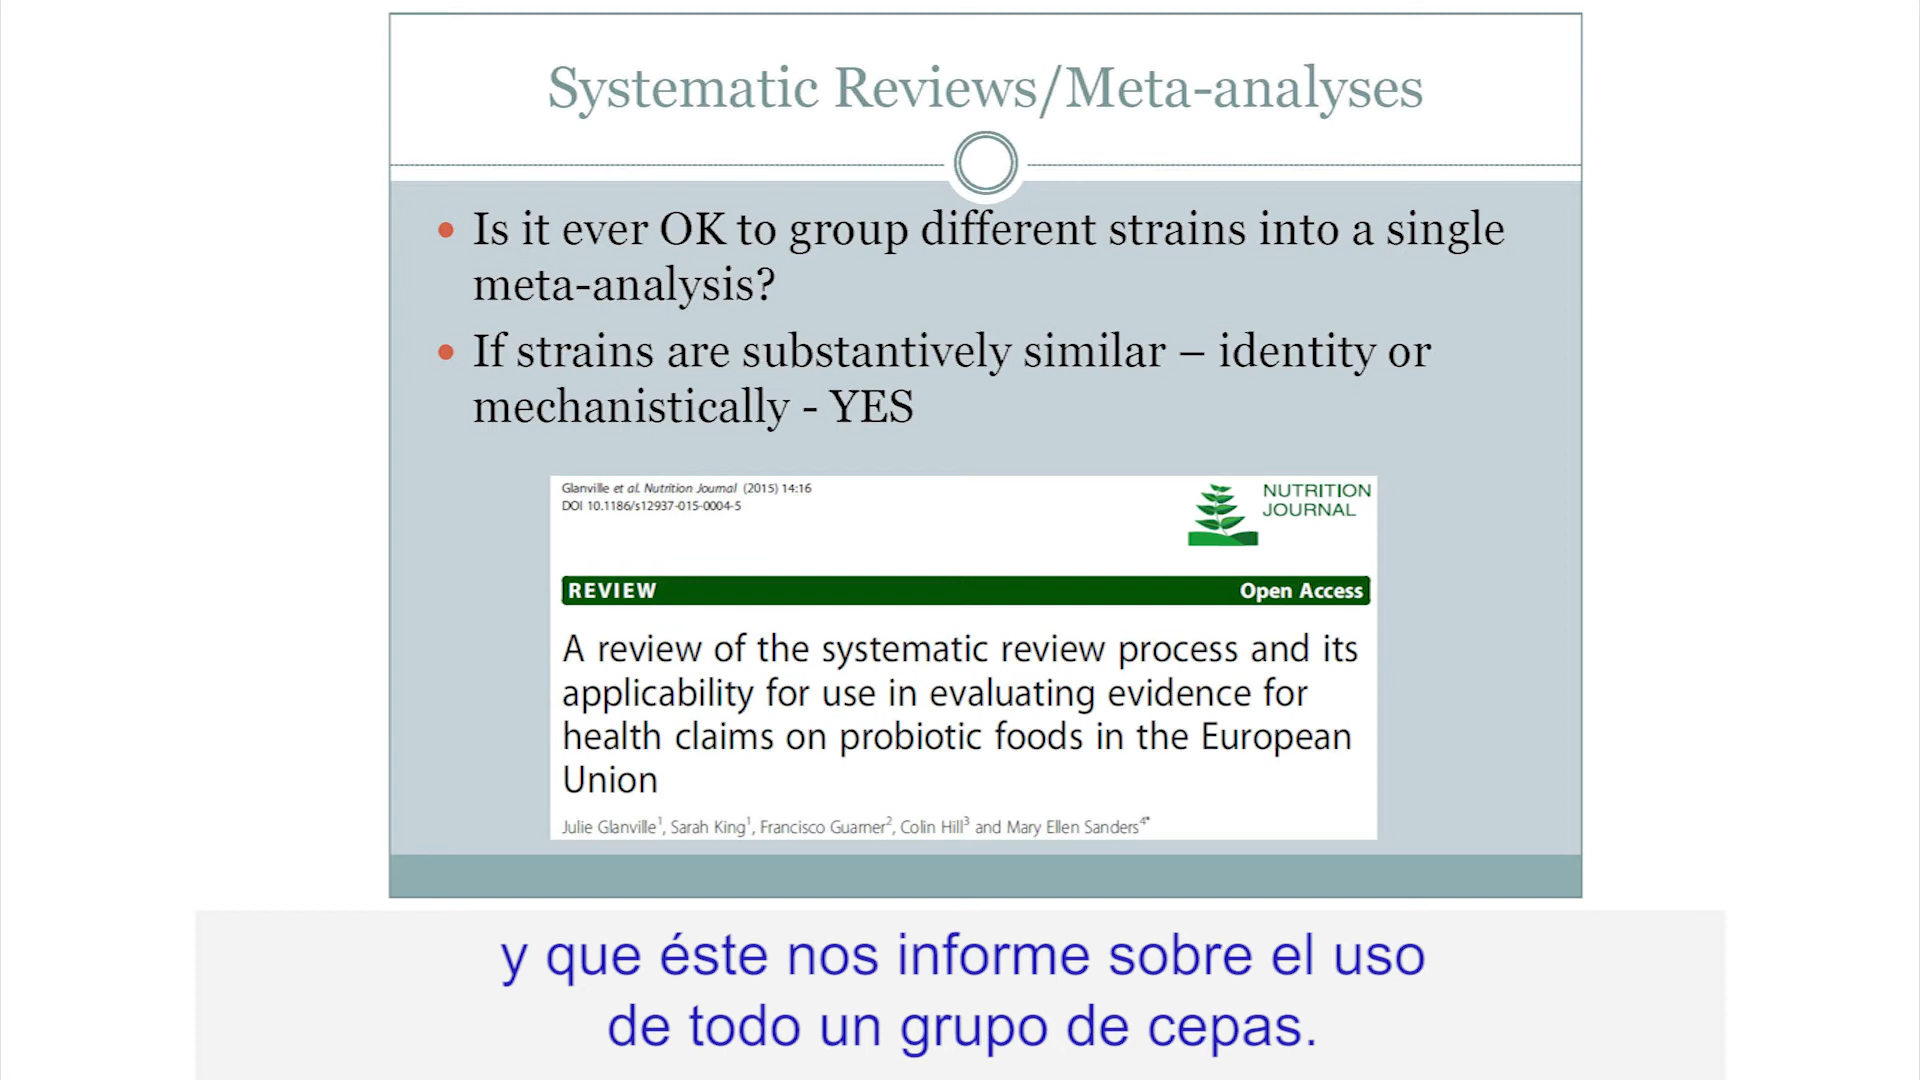 Systematic Reviews/Meta-analyses
• Is it ever OK to group different strains into a single
meta-analysis?
• If strains are substantively similar – identity or
mechanistically - YES
Glanville et al. Nutrition Journal (2015) 14:16
DOI 10.1186/s12937-015-0004-5
NUTRITION
JOURNAL
REVIEW Open Access
A review of the systematic review process and its
applicability for use in evaluating evidence for
health claims on probiotic foods in the European
Union
Julie Glanville1, Sarah King1, Francisco Guarner2, Colin Hill3 and Mary Ellen Sanders4*
y que éste nos informe sobre el uso
de todo un grupo de cepas.